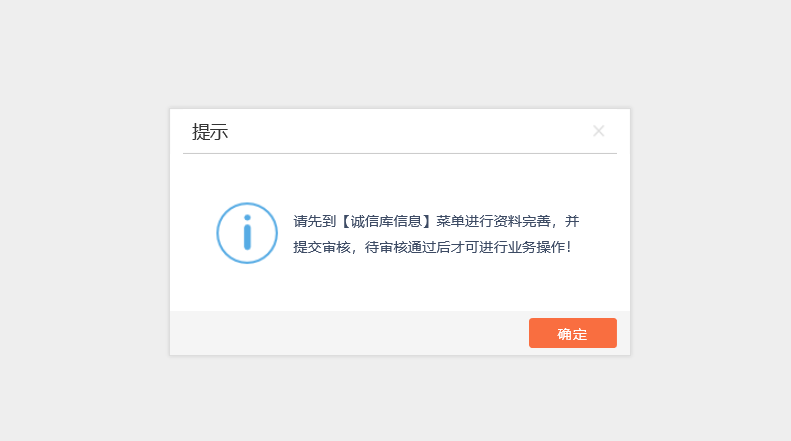 提示
请先到【诚信库信息】菜单进行资料完善，并
提交审核，待审核通过后才可进行业务操作！
确定